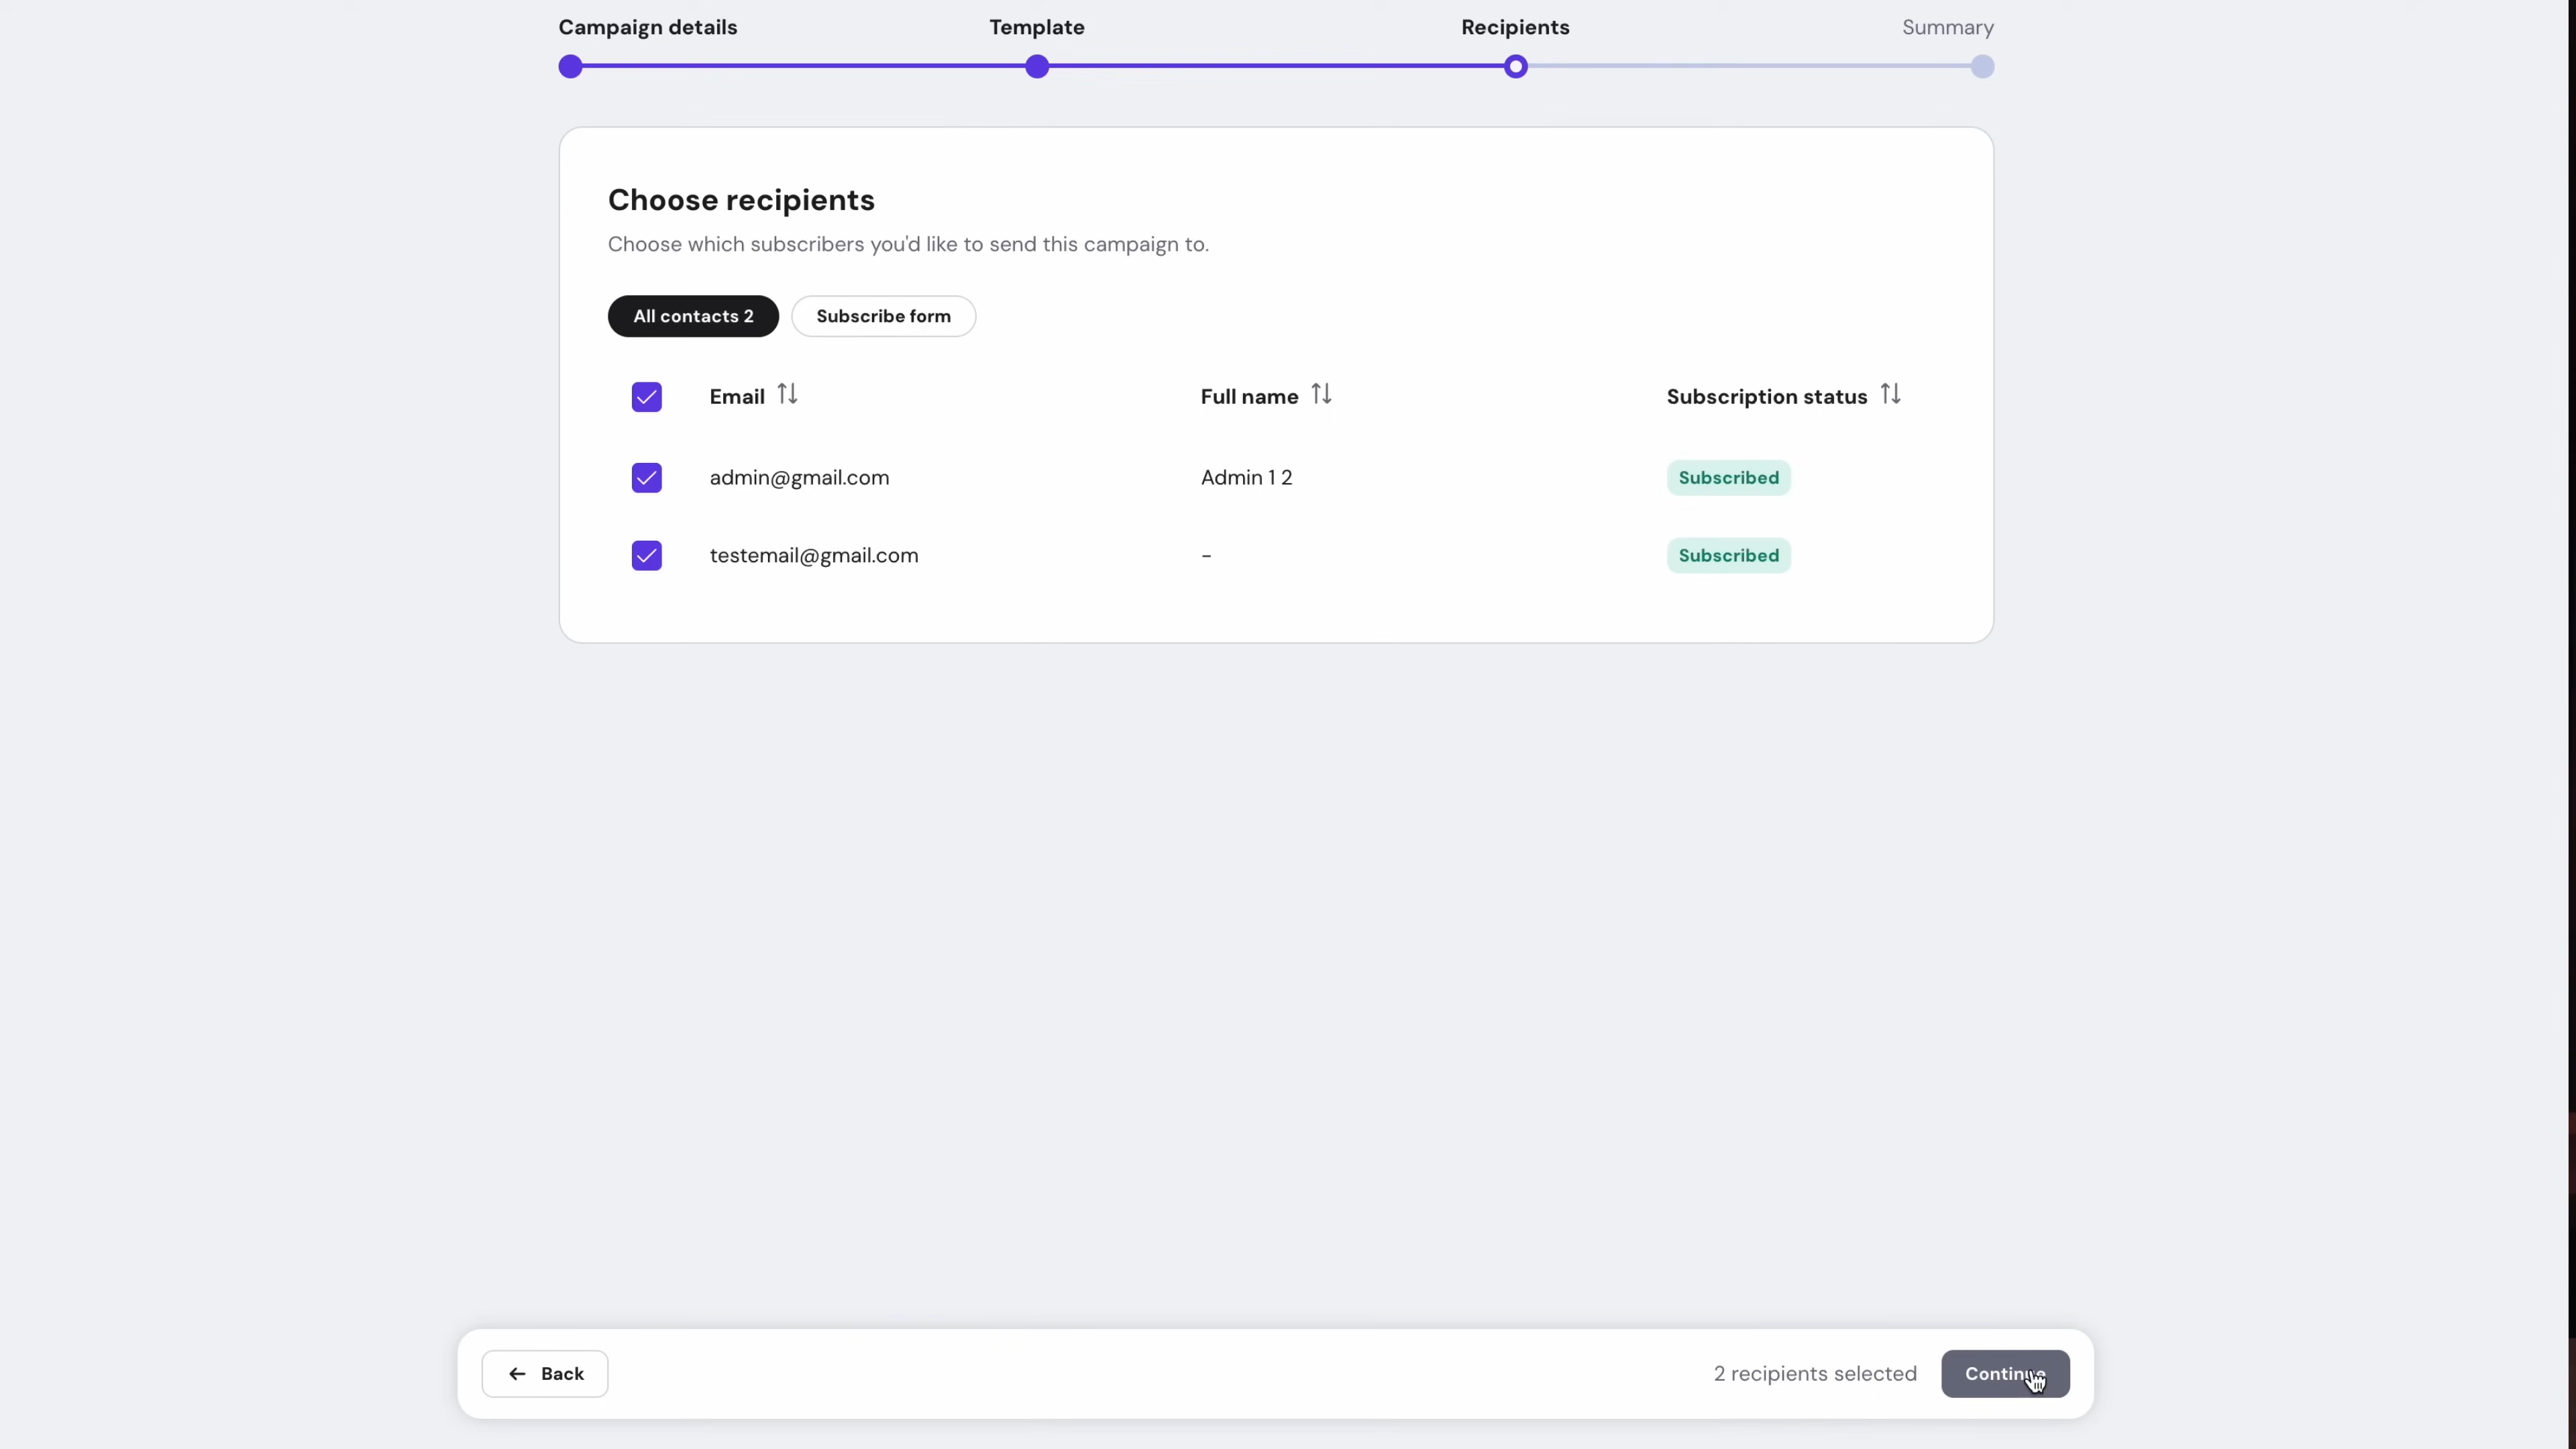 Campaign details Template Recipients Summary
Choose recipients
Choose which subscribers you'd like to send this campaign to.
All contacts 2 Subscribe form
Email Full name Subscription status
admin@gmail.com Admin 1 2 Subscribed
testemail@gmail.com - Subscribed
Back 2 recipients selected Continue